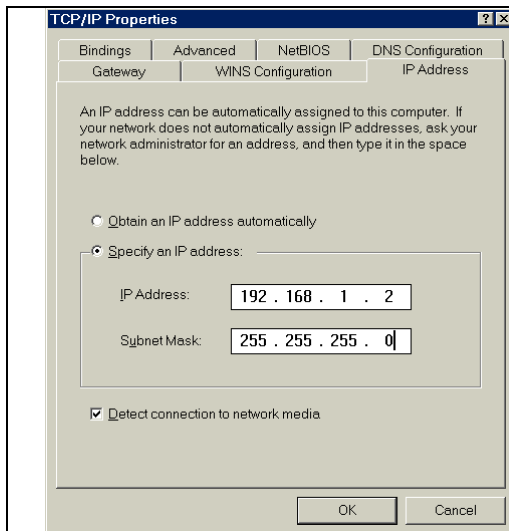 TCP/IP Properties
Bindings Advanced NetBIOS DNS Configuration
Gateway WINS Configuration IP Address
An IP address can be automatically assigned to this computer. If
your network does not automatically assign IP addresses, ask your
network administrator for an address, and then type it in the space
below.
Obtain an IP address automatically
Specify an IP address:
IP Address: 192 . 168 . 1 . 2
Subnet Mask: 255 . 255 . 255 . 0
Detect connection to network media
OK Cancel